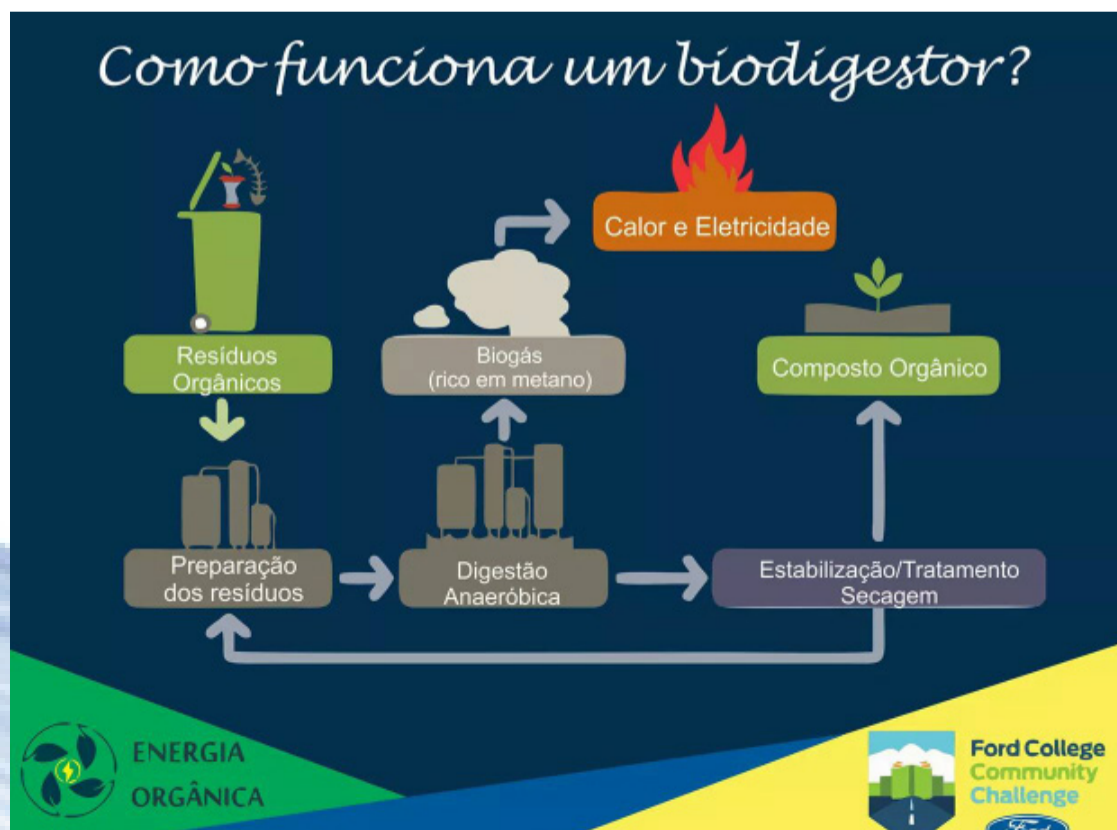 Como funciona um biodigestor?
Calor e Eletricidade
Resíduos
Orgânicos
Biogás
(rico em metano)
Composto Orgânico
Preparação
dos resíduos
Digestão
Anaeróbica
Estabilização/Tratamento
Secagem
ENERGIA
ORGÂNICA
Ford College
Community
Challenge
Ford